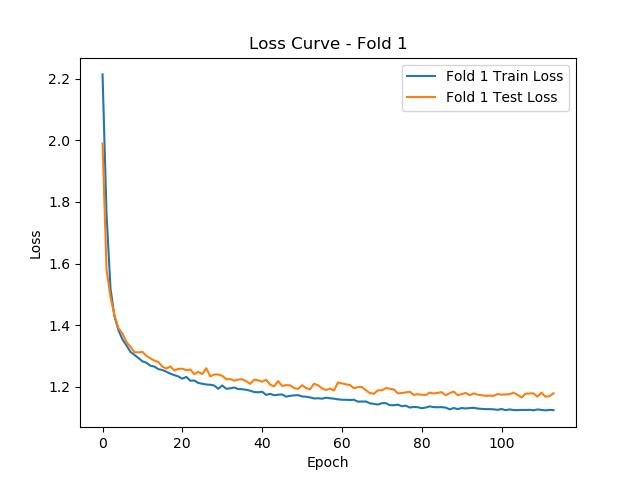 Loss Curve - Fold 1
Fold 1 Train Loss
Fold 1 Test Loss
Loss
2.2
2.0
1.8
1.6
1.4
1.2
0 20 40 60 80 100
Epoch